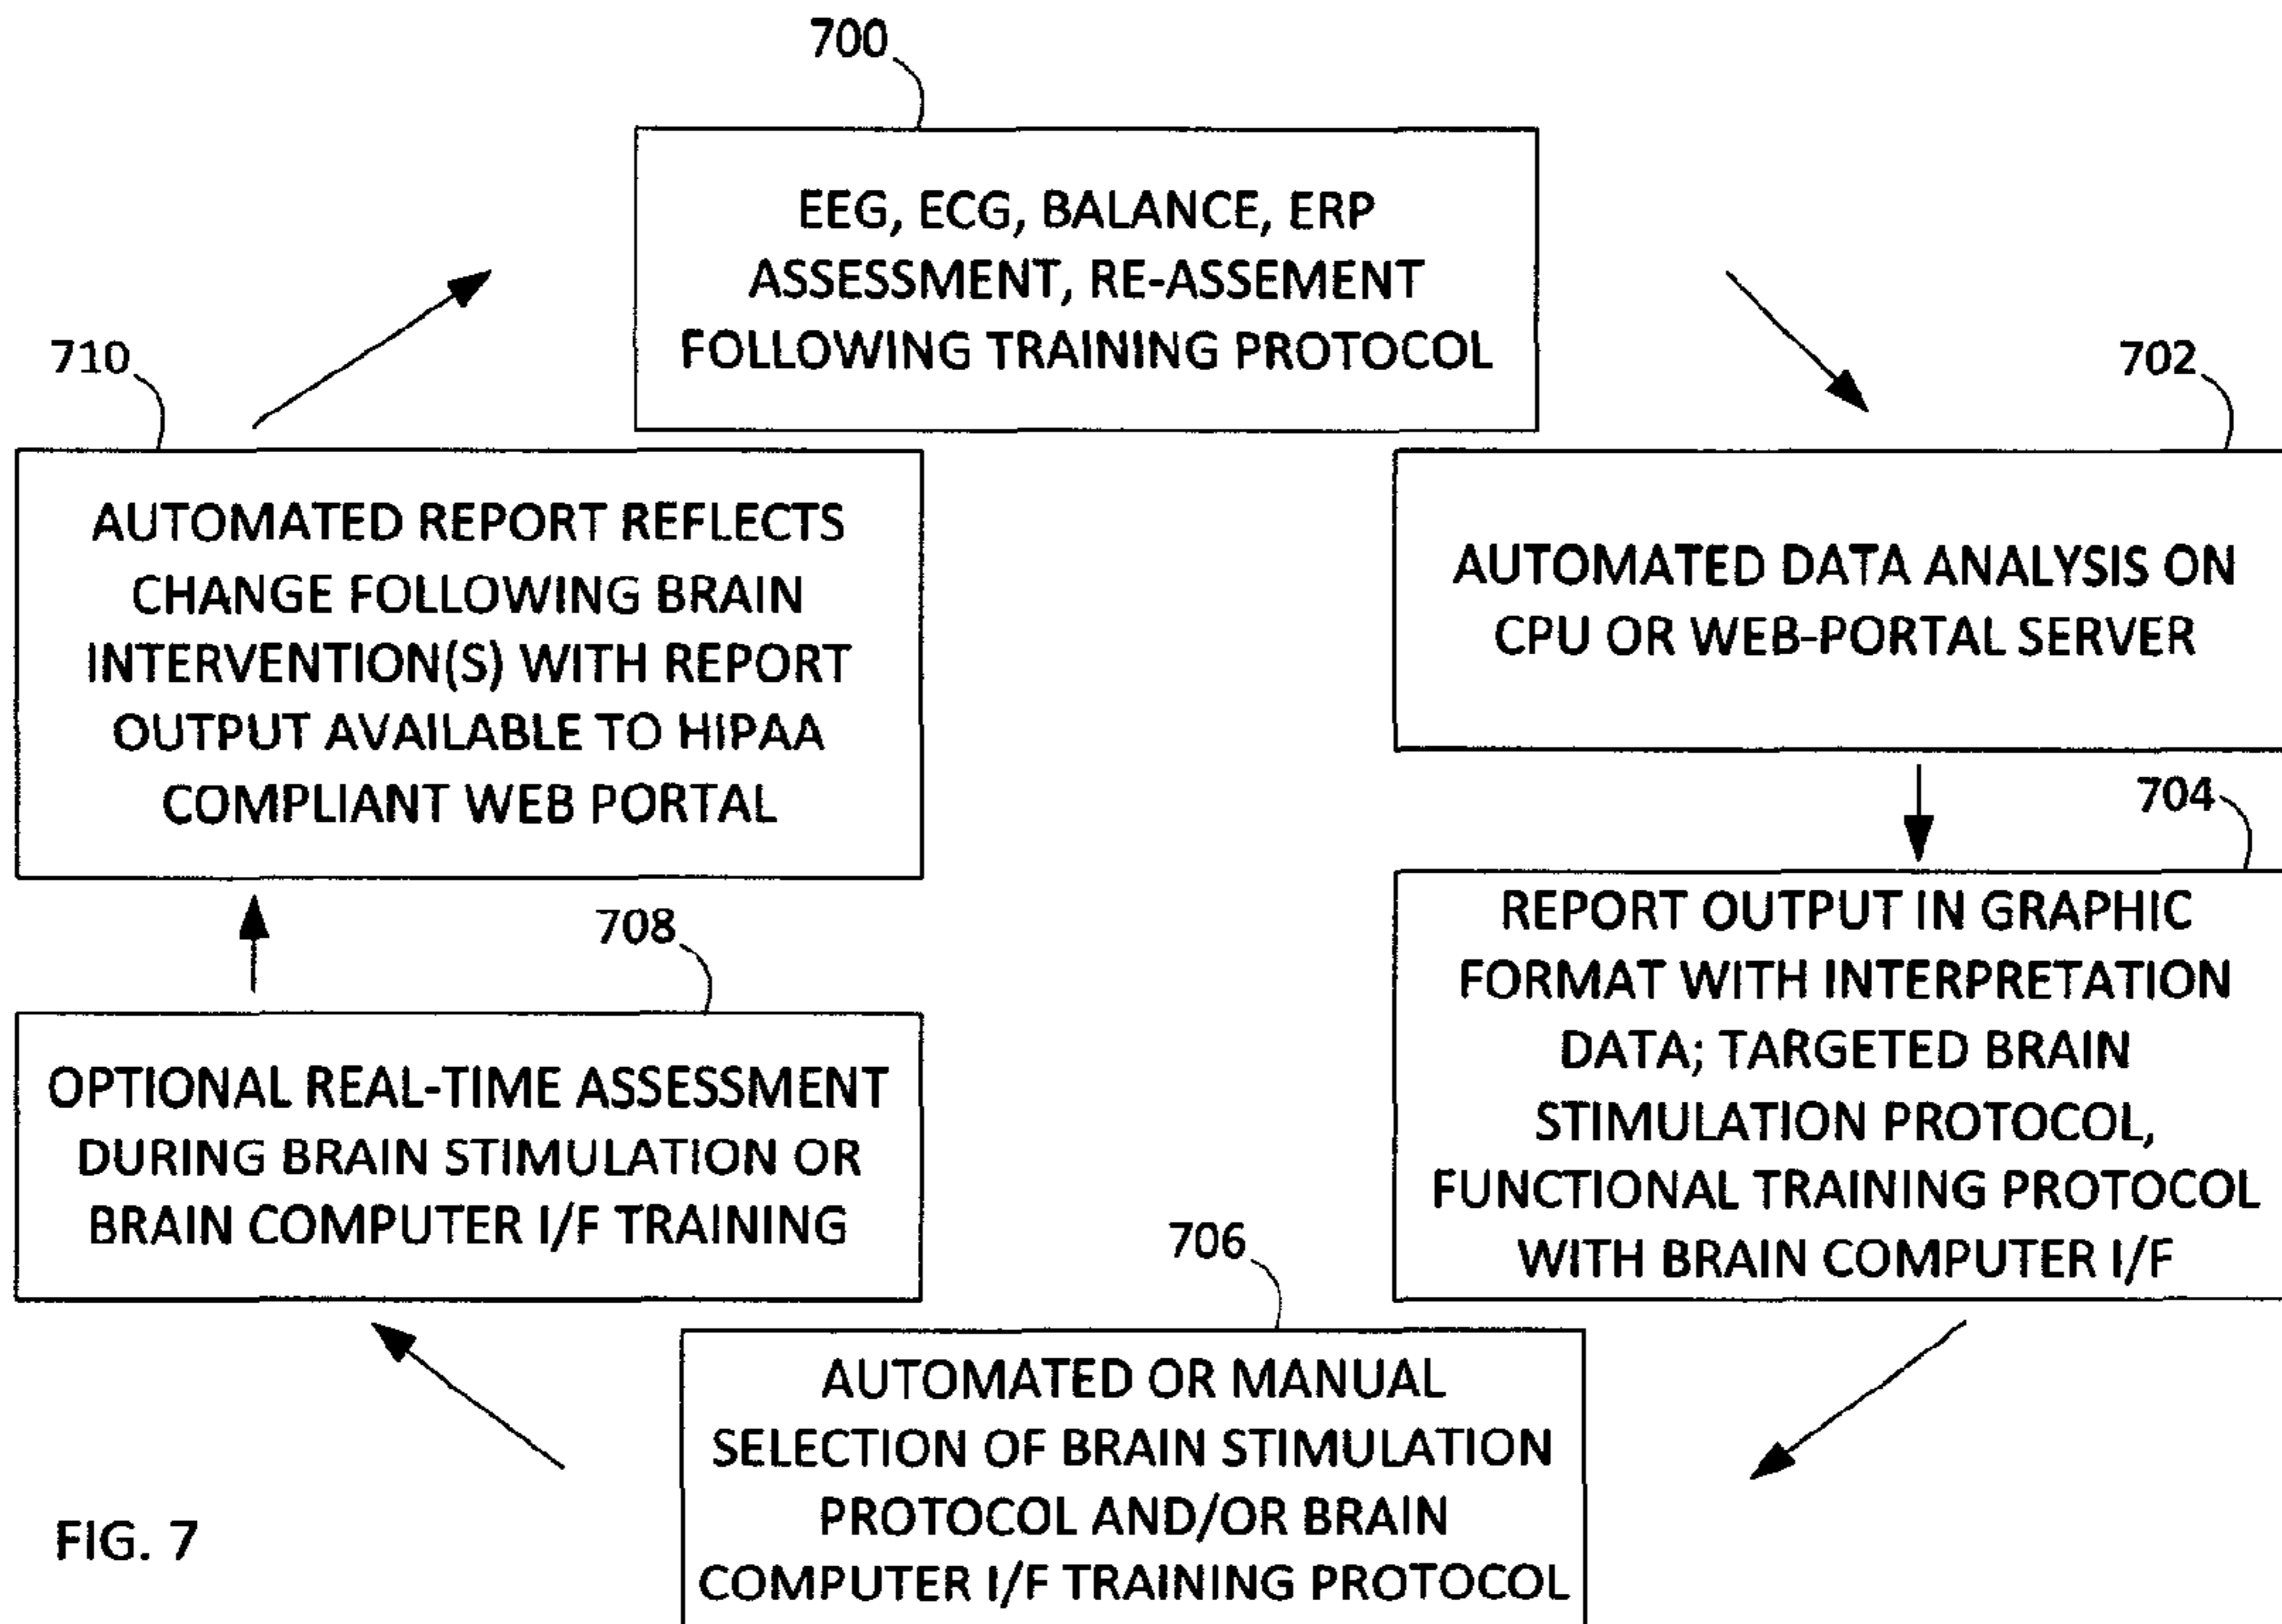 700
EEG, ECG, BALANCE, ERP
ASSESSMENT, RE-ASSEMENT
FOLLOWING TRAINING PROTOCOL
702
AUTOMATED DATA ANALYSIS ON
CPU OR WEB-PORTAL SERVER
704
REPORT OUTPUT IN GRAPHIC
FORMAT WITH INTERPRETATION
DATA; TARGETED BRAIN
STIMULATION PROTOCOL,
FUNCTIONAL TRAINING PROTOCOL
WITH BRAIN COMPUTER I/F
706
AUTOMATED OR MANUAL
SELECTION OF BRAIN STIMULATION
PROTOCOL AND/OR BRAIN
COMPUTER I/F TRAINING PROTOCOL
708
OPTIONAL REAL-TIME ASSESSMENT
DURING BRAIN STIMULATION OR
BRAIN COMPUTER I/F TRAINING
710
AUTOMATED REPORT REFLECTS
CHANGE FOLLOWING BRAIN
INTERVENTION(S) WITH REPORT
OUTPUT AVAILABLE TO HIPAA
COMPLIANT WEB PORTAL
FIG. 7